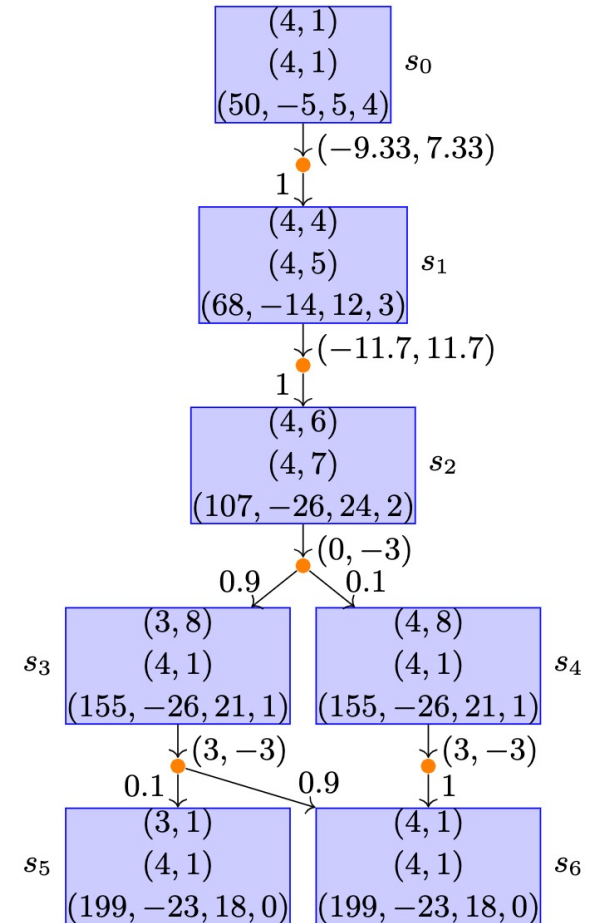 (4, 1)
(4, 1)
(50, −5, 5, 4)
s₀
(−9.33, 7.33)
1
(4, 4)
(4, 5)
(68, −14, 12, 3)
s₁
(−11.7, 11.7)
1
(4, 6)
(4, 7)
(107, −26, 24, 2)
s₂
(0, −3)
0.9
0.1
s₃
(3, 8)
(4, 1)
(155, −26, 21, 1)
(4, 8)
(4, 1)
(155, −26, 21, 1)
s₄
(3, −3)
(3, −3)
0.1
0.9
1
s₅
(3, 1)
(4, 1)
(199, −23, 18, 0)
(4, 1)
(4, 1)
(199, −23, 18, 0)
s₆